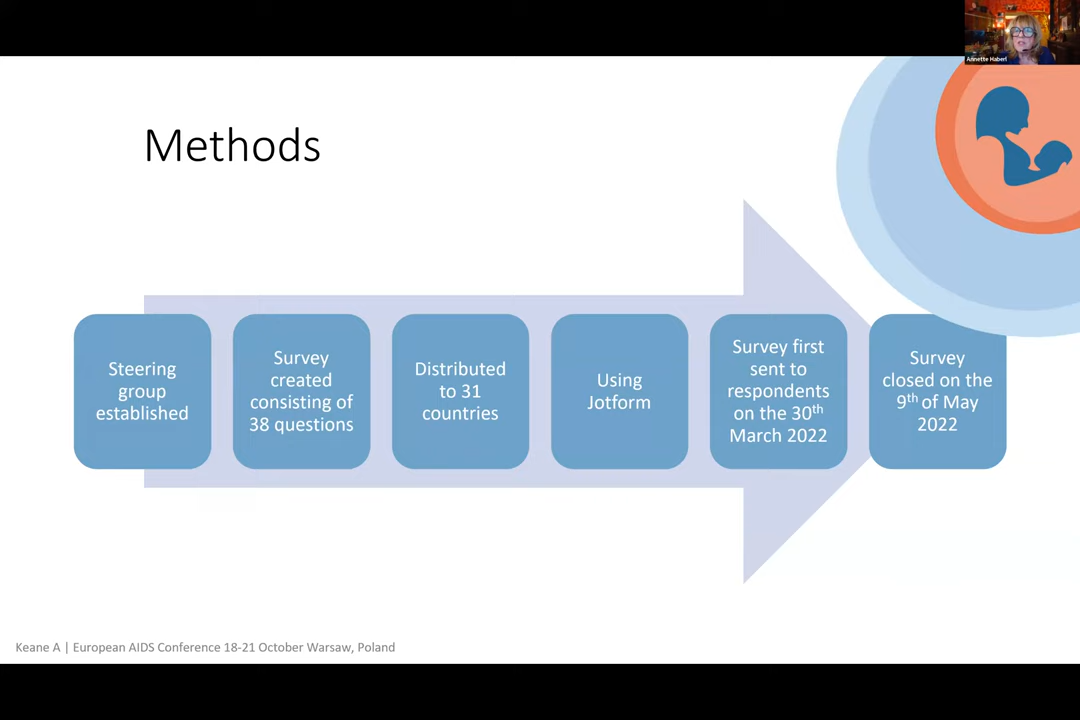 Annette Haberl
Methods
Steering
group
established
Survey
created
consisting of
38 questions
Distributed
to 31
countries
Using
Jotform
Survey first
sent to
respondents
on the 30th
March 2022
Survey
closed on the
9th of May
2022
Keane A | European AIDS Conference 18-21 October Warsaw, Poland